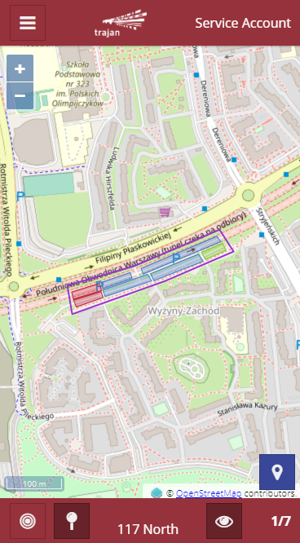 trajan
Service Account
+
−
Szkoła
Podstawowa
nr 323
im. Polskich
Olimpijczyków
Dereniowa
Dereniowa
Ludwika Hirszfelda
Rotmistrza Witolda Pileckiego
P
Filipiny Płaskowickiej
Stryjeńskich
Południowa Obwodnica Warszawy (tunel czeka na odbiory)
P
P
Wyżyny Zachód
P
Rotmistrza Witolda Pileckiego
Stanisława Kazury
100 m
© OpenStreetMap contributors.
117 North
1/7